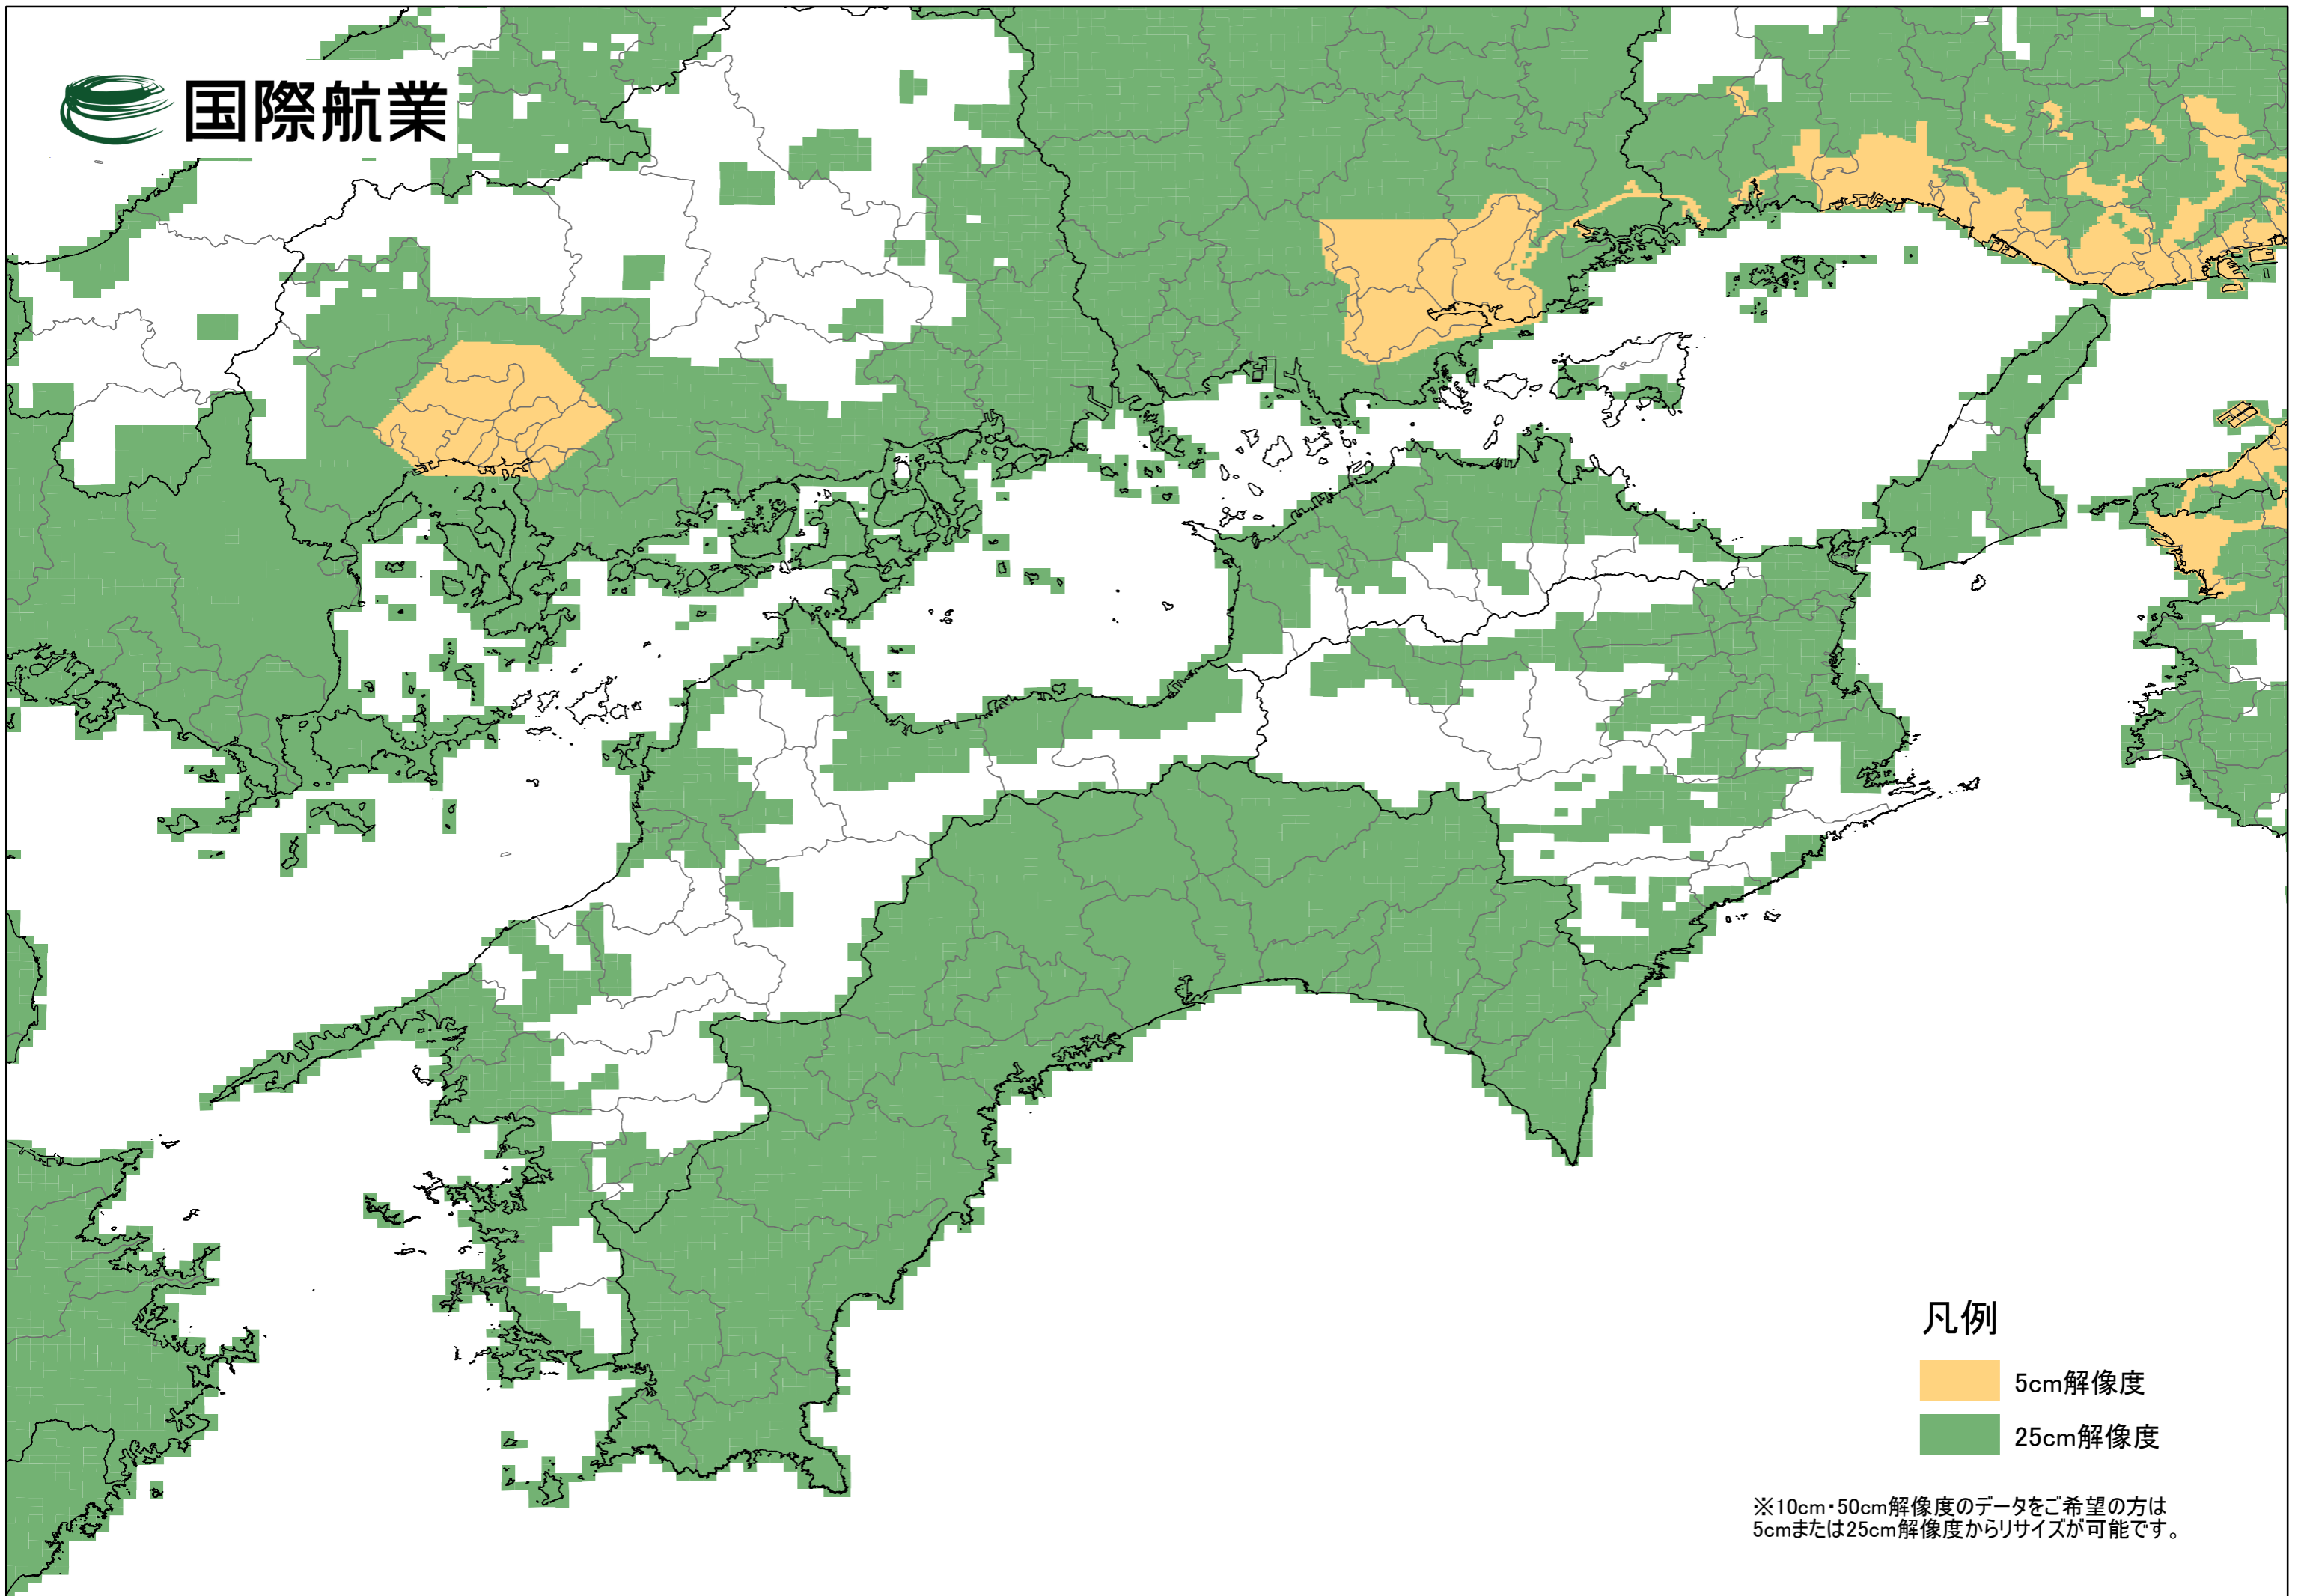 国際航業
凡例
5cm解像度
25cm解像度
※10cm・50cm解像度のデータをご希望の方は
5cmまたは25cm解像度からリサイズが可能です。